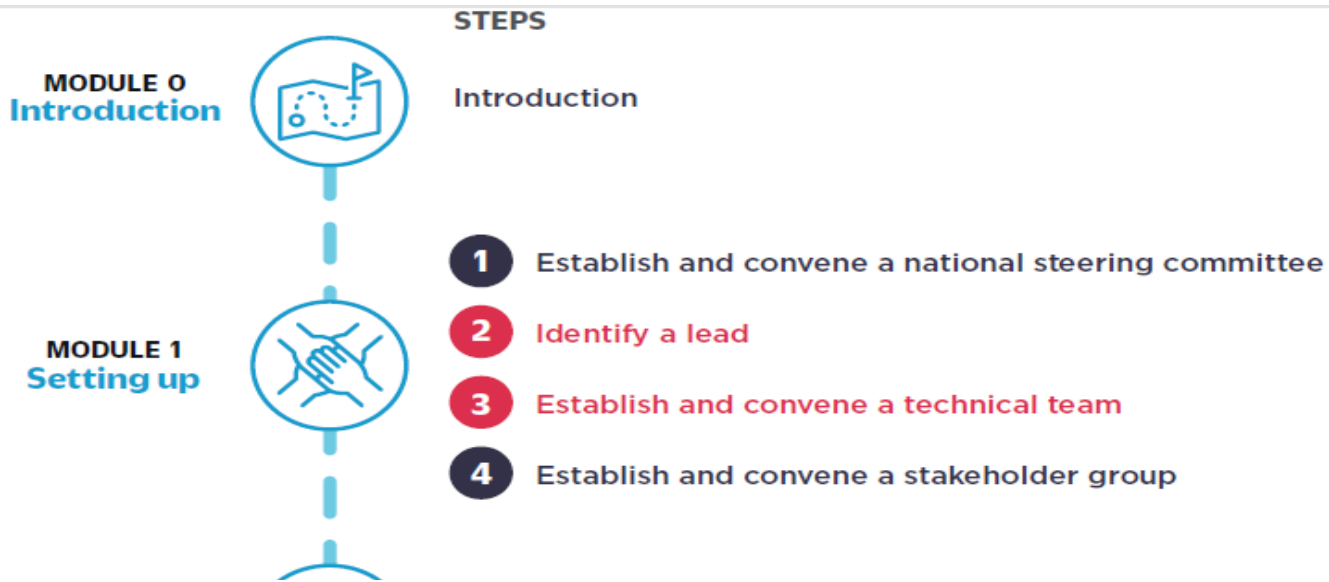 STEPS
MODULE 0
Introduction
Introduction
MODULE 1
Setting up
1 Establish and convene a national steering committee
2 Identify a lead
3 Establish and convene a technical team
4 Establish and convene a stakeholder group